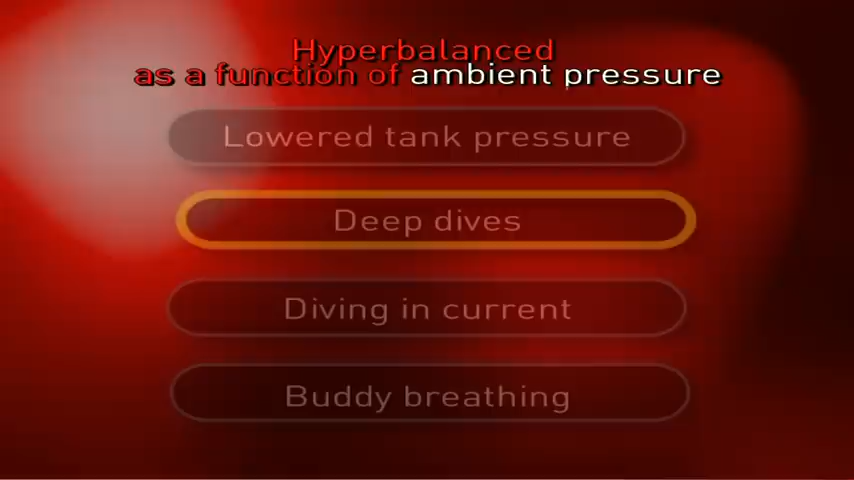 Hyperbalanced
as a function of ambient pressure
Lowered tank pressure
Deep dives
Diving in current
Buddy breathing